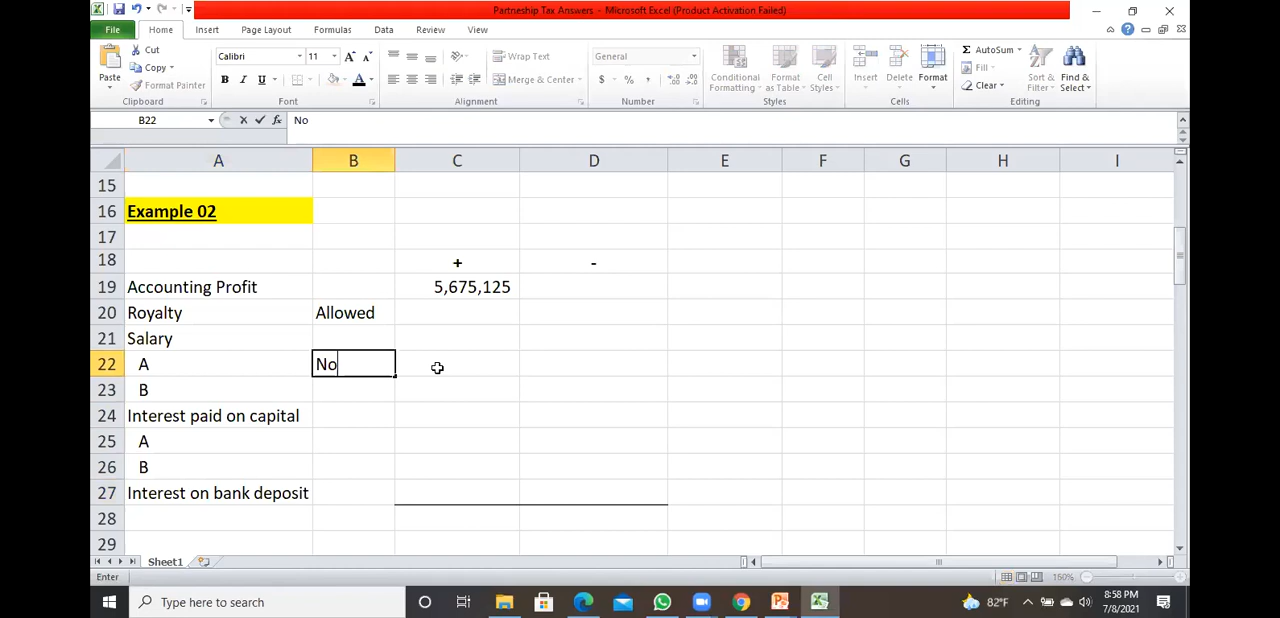 Partneship Tax Answers - Microsoft Excel (Product Activation Failed)
File Home Insert Page Layout Formulas Data Review View
Paste Cut Copy Format Painter Clipboard
Calibri 11 B I U A A A Font
Wrap Text Merge & Center Alignment
General $ % , Number
Conditional Formatting Format as Table Cell Styles Styles
Insert Delete Format Cells
Σ AutoSum Fill Clear Sort & Filter Find & Select Editing
B22 fx No
A B C D E F G H I
15
16 Example 02
17
18 + -
19 Accounting Profit 5,675,125
20 Royalty Allowed
21 Salary
22 A No
23 B
24 Interest paid on capital
25 A
26 B
27 Interest on bank deposit
28
29
Sheet1
Enter 160%
Type here to search 82°F 8:58 PM
7/8/2021